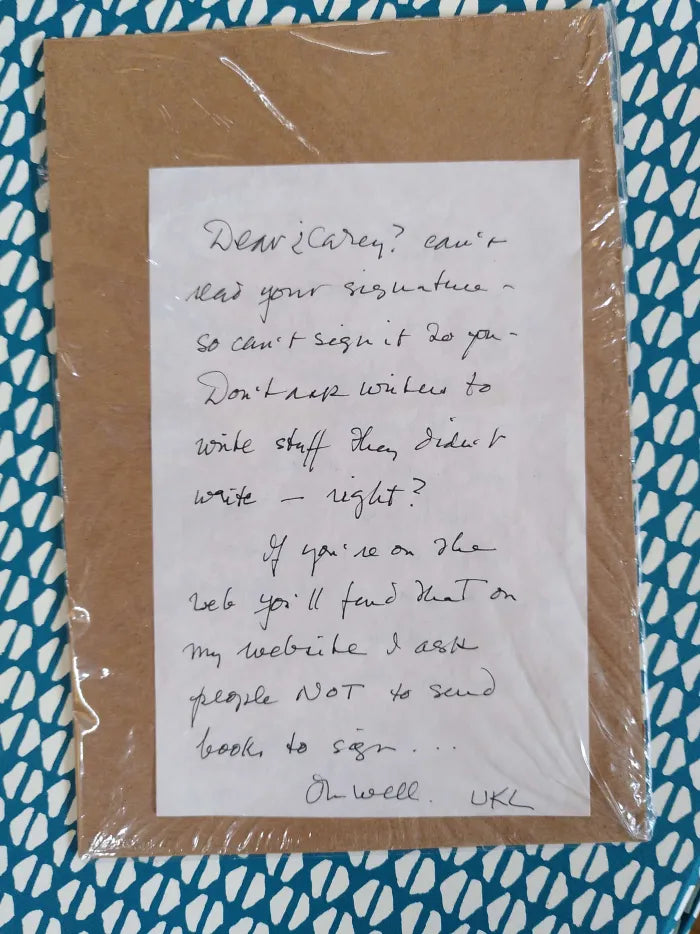 Dear ¿Carey? can't
read your signature -
so can't sign it to you -
Don't ask writers to
write stuff they didn't
write — right?
If you're on the
web you'll find that on
my website I ask
people NOT to send
books to sign....
Oh well. UKL